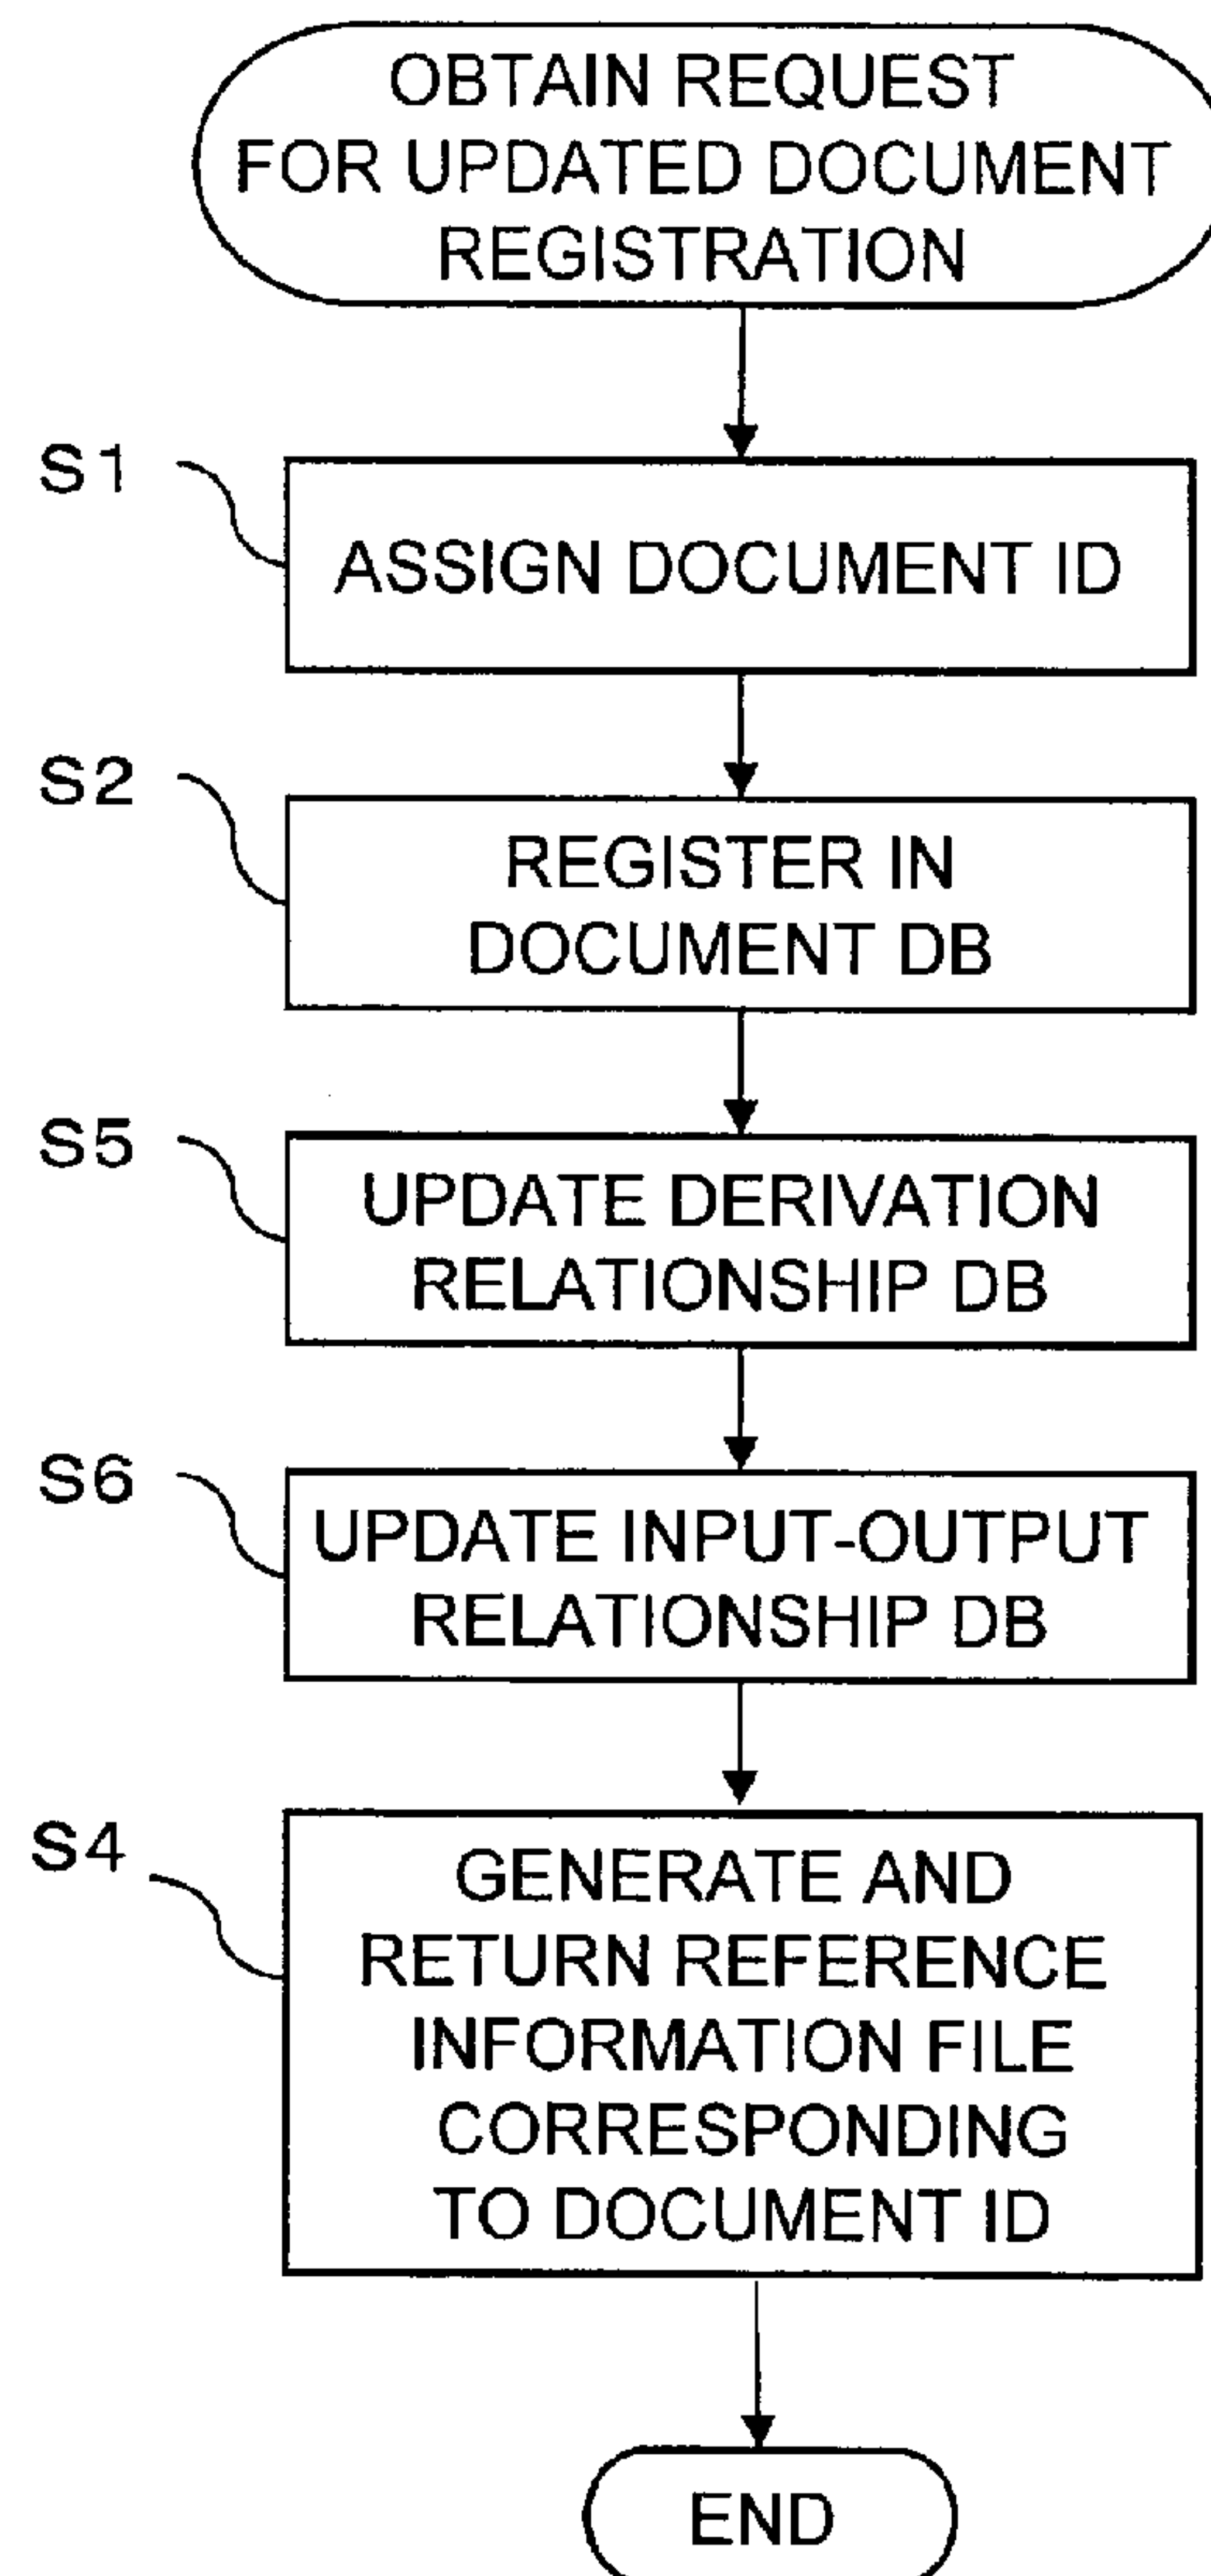 OBTAIN REQUEST
FOR UPDATED DOCUMENT
REGISTRATION
S1
ASSIGN DOCUMENT ID
S2
REGISTER IN
DOCUMENT DB
S5
UPDATE DERIVATION
RELATIONSHIP DB
S6
UPDATE INPUT-OUTPUT
RELATIONSHIP DB
S4
GENERATE AND
RETURN REFERENCE
INFORMATION FILE
CORRESPONDING
TO DOCUMENT ID
END